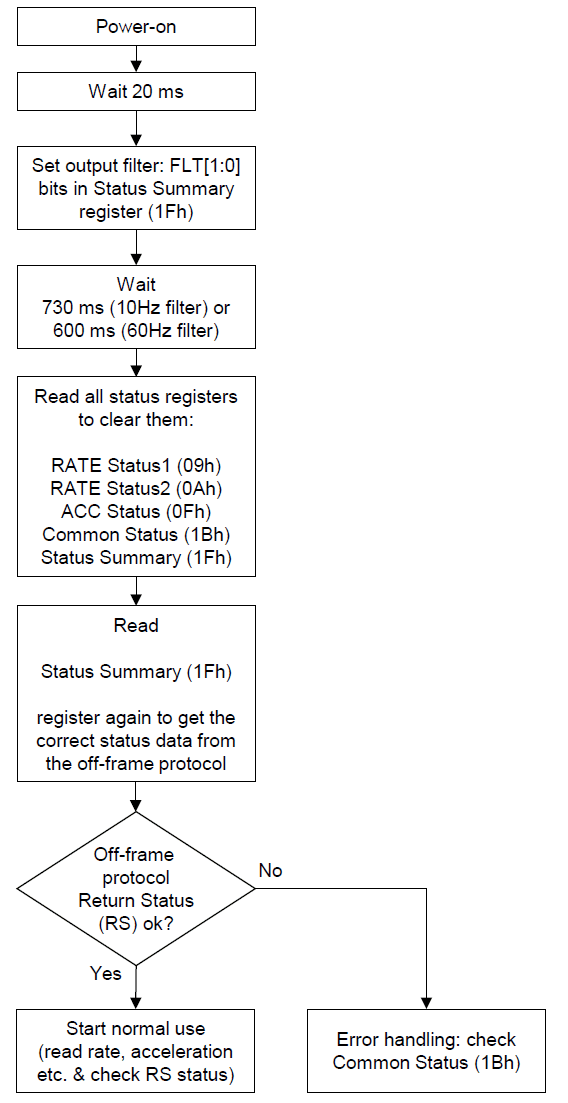 Power-on
Wait 20 ms
Set output filter: FLT[1:0]
bits in Status Summary
register (1Fh)
Wait
730 ms (10Hz filter) or
600 ms (60Hz filter)
Read all status registers
to clear them:
RATE Status1 (09h)
RATE Status2 (0Ah)
ACC Status (0Fh)
Common Status (1Bh)
Status Summary (1Fh)
Read
Status Summary (1Fh)
register again to get the
correct status data from
the off-frame protocol
Off-frame
protocol
Return Status
(RS) ok?
No
Yes
Start normal use
(read rate, acceleration
etc. & check RS status)
Error handling: check
Common Status (1Bh)